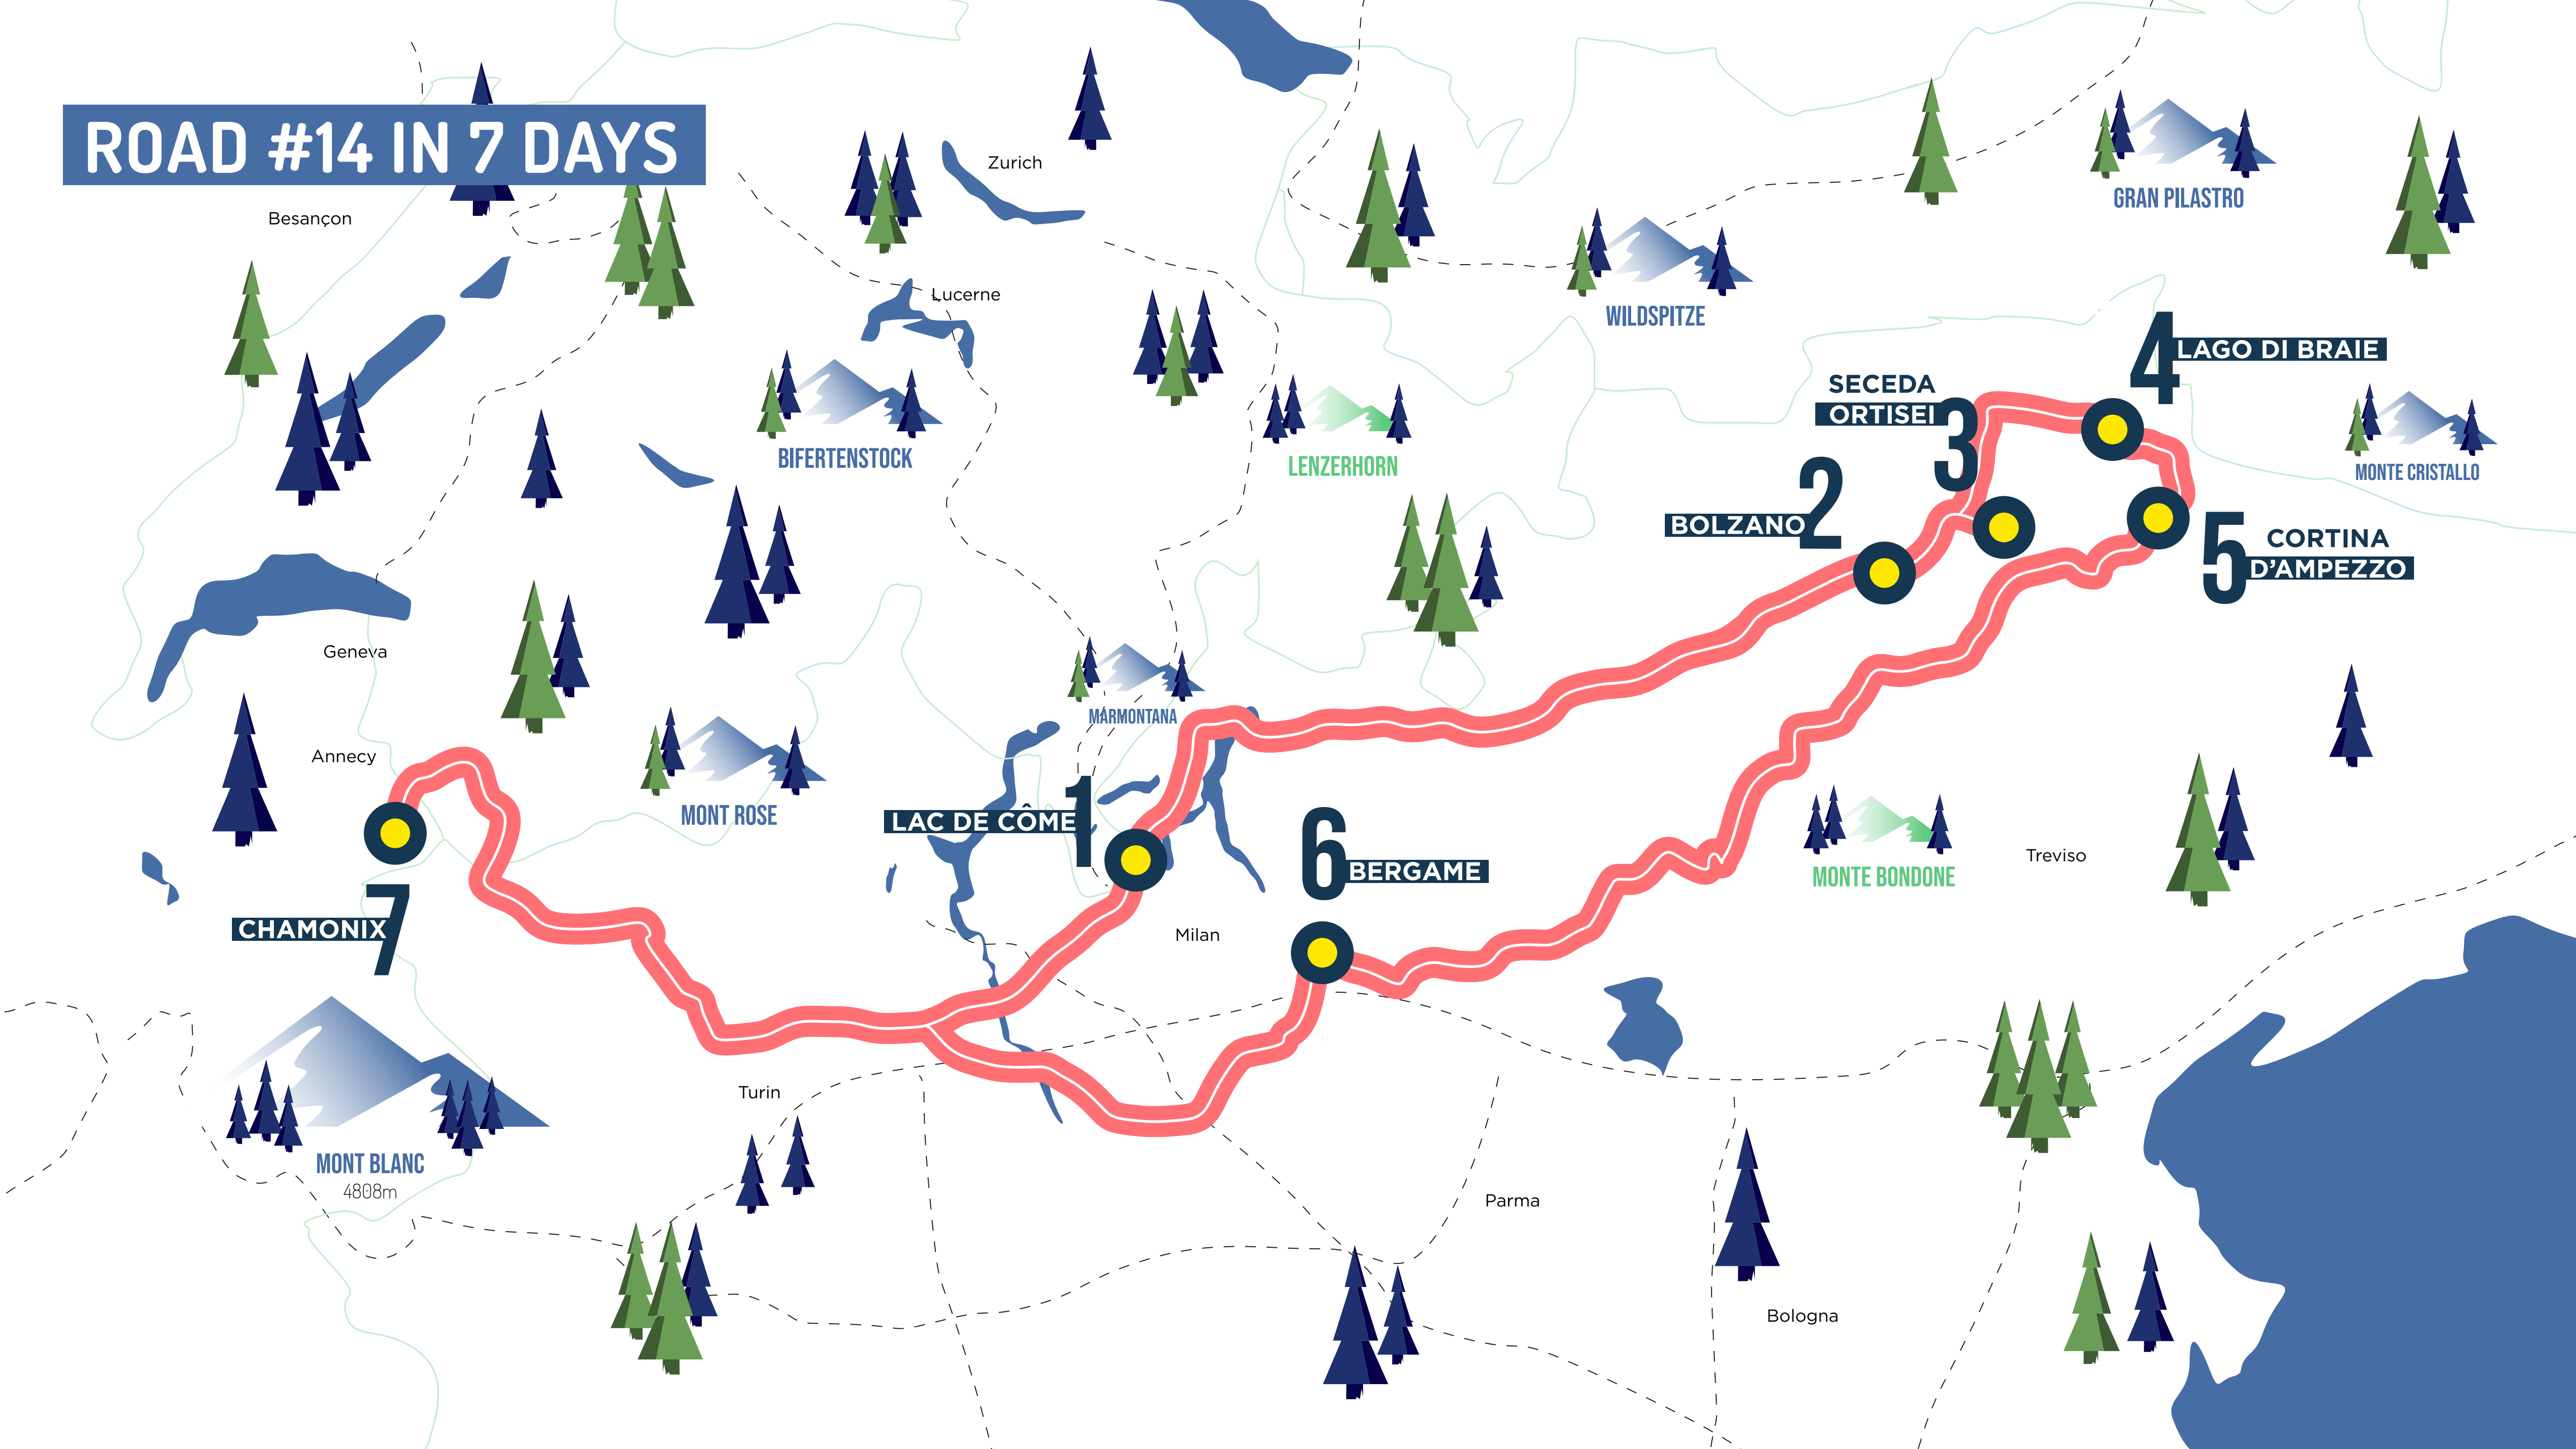 ROAD #14 IN 7 DAYS
Besançon
Zurich
GRAN PILASTRO
Lucerne
WILDSPITZE
4
LAGO DI BRAIE
SECEDA
ORTISEI
3
BIFERTENSTOCK
LENZERHORN
MONTE CRISTALLO
2
BOLZANO
5
CORTINA
D'AMPEZZO
Geneva
MARMONTANA
Annecy
MONT ROSE
1
LAC DE CÔME
6
BERGAME
Treviso
MONTE BONDONE
7
CHAMONIX
Milan
Turin
MONT BLANC
4808m
Parma
Bologna